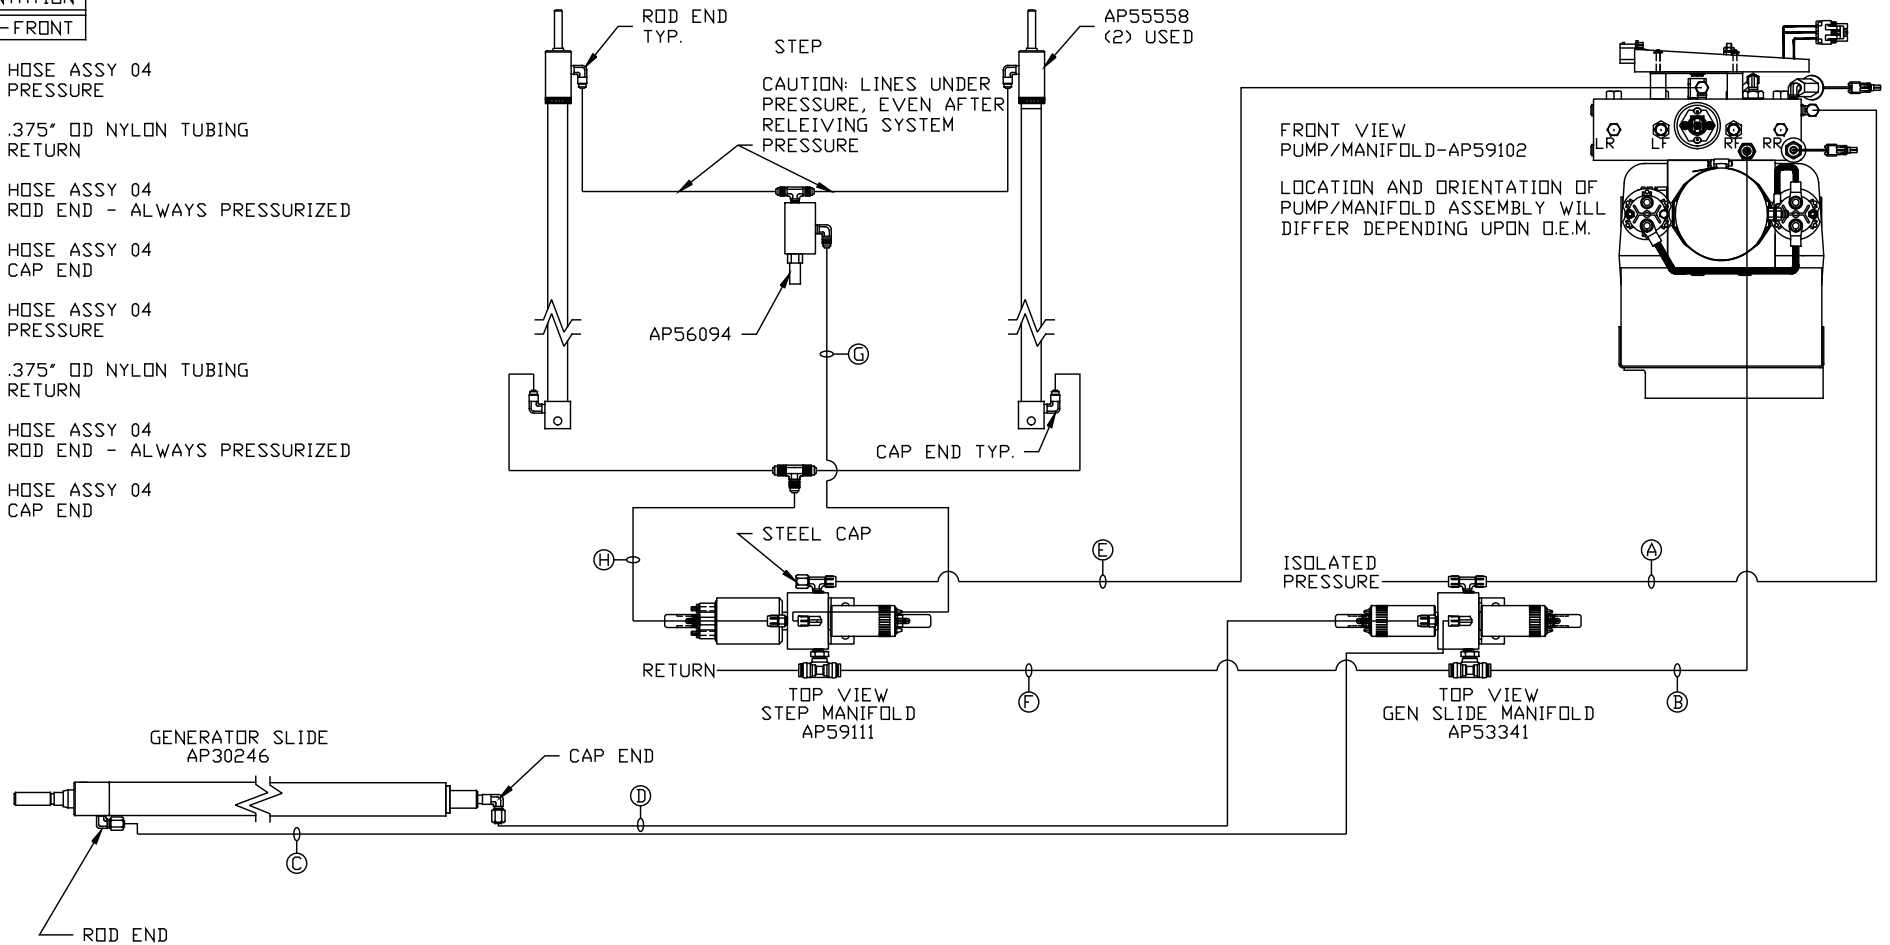 -FRONT
HOSE ASSY 04
PRESSURE
.375" OD NYLON TUBING
RETURN
HOSE ASSY 04
ROD END - ALWAYS PRESSURIZED
HOSE ASSY 04
CAP END
HOSE ASSY 04
PRESSURE
.375" OD NYLON TUBING
RETURN
HOSE ASSY 04
ROD END - ALWAYS PRESSURIZED
HOSE ASSY 04
CAP END
ROD END
TYP.
STEP
CAUTION: LINES UNDER
PRESSURE, EVEN AFTER
RELEIVING SYSTEM
PRESSURE
AP55558
(2) USED
AP56094
G
CAP END TYP.
FRONT VIEW
PUMP/MANIFOLD-AP59102
LOCATION AND ORIENTATION OF
PUMP/MANIFOLD ASSEMBLY WILL
DIFFER DEPENDING UPON O.E.M.
LR
LF
RF
RR
H
STEEL CAP
E
ISOLATED
PRESSURE
A
RETURN
F
B
TOP VIEW
STEP MANIFOLD
AP59111
TOP VIEW
GEN SLIDE MANIFOLD
AP53341
GENERATOR SLIDE
AP30246
CAP END
D
C
ROD END